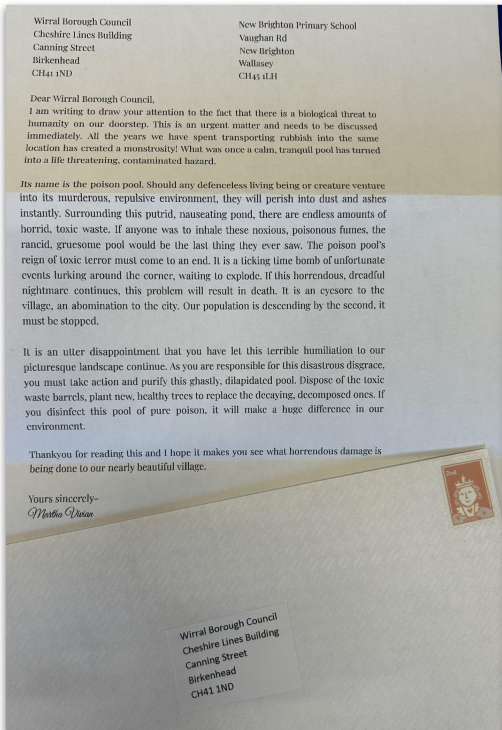 Wirral Borough Council
Cheshire Lines Building
Canning Street
Birkenhead
CH41 1ND
New Brighton Primary School
Vaughan Rd
New Brighton
Wallasey
CH45 1LH
Dear Wirral Borough Council,
I am writing to draw your attention to the fact that there is a biological threat to
humanity on our doorstep. This is an urgent matter and needs to be discussed
immediately. All the years we have spent transporting rubbish into the same
location has created a monstrosity! What was once a calm, tranquil pool has turned
into a life threatening, contaminated hazard.
Its name is the poison pool. Should any defenceless living being or creature venture
into its murderous, repulsive environment, they will perish into dust and ashes
instantly. Surrounding this putrid, nauseating pond, there are endless amounts of
horrid, toxic waste. If anyone was to inhale these noxious, poisonous fumes, the
rancid, gruesome pool would be the last thing they ever saw. The poison pool's
reign of toxic terror must come to an end. It is a ticking time bomb of unfortunate
events lurking around the corner, waiting to explode. If this horrendous, dreadful
nightmare continues, this problem will result in death. It is an eyesore to the
village, an abomination to the city. Our population is descending by the second, it
must be stopped.
It is an utter disappointment that you have let this terrible humiliation to our
picturesque landscape continue. As you are responsible for this disastrous disgrace,
you must take action and purify this ghastly, dilapidated pool. Dispose of the toxic
waste barrels, plant new, healthy trees to replace the decaying, decomposed ones. If
you disinfect this pool of pure poison, it will make a huge difference in our
environment.
Thankyou for reading this and I hope it makes you see what horrendous damage is
being done to our nearly beautiful village.
Yours sincerely-
Martha Vivian
2nd
Wirral Borough Council
Cheshire Lines Building
Canning Street
Birkenhead
CH41 1ND